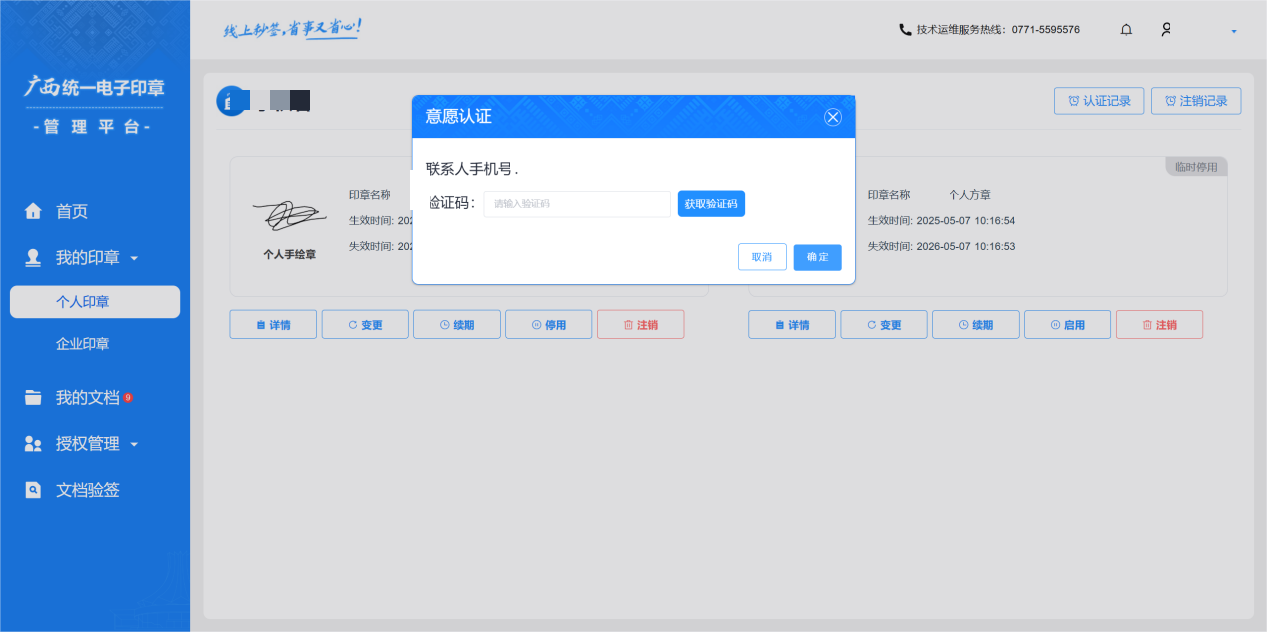 广西统一电子印章
-管理平台-
首页
我的印章
个人印章
企业印章
我的文档 9
授权管理
文档验签
线上秒签,省事又省心!
技术运维服务热线: 0771-5595576
认证记录
注销记录
意愿认证
联系人手机号
验证码: 请输入验证码 获取验证码
取消 确定
个人手绘章
印章名称
生效时间: 202
失效时间: 202
详情 变更 续期 停用 注销
临时停用
印章名称 个人方章
生效时间: 2025-05-07 10:16:54
失效时间: 2026-05-07 10:16:53
详情 变更 续期 启用 注销